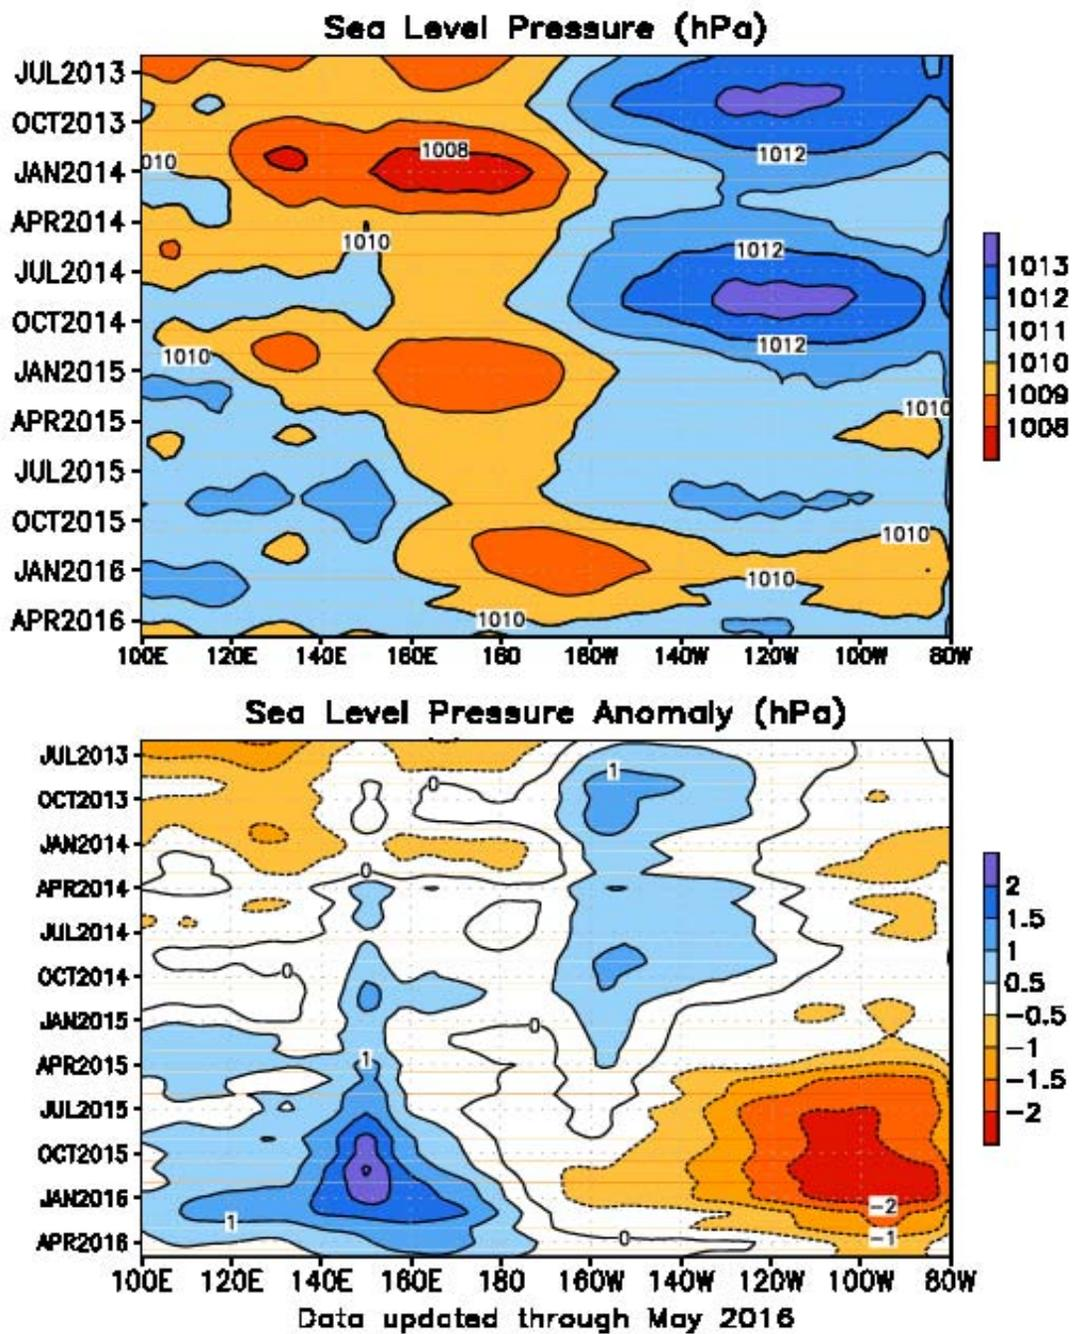 Sea Level Pressure (hPa)
JUL2013
OCT2013
JAN2014
APR2014
JUL2014
OCT2014
JAN2015
APR2015
JUL2015
OCT2015
JAN2016
APR2016
010
1008
1012
1010
1012
1012
1010
1010
1010
1010
1010
1013
1012
1011
1010
1009
1008
100E 120E 140E 160E 180 160W 140W 120W 100W 80W
Sea Level Pressure Anomaly (hPa)
JUL2013
OCT2013
JAN2014
APR2014
JUL2014
OCT2014
JAN2015
APR2015
JUL2015
OCT2015
JAN2016
APR2016
1
0
0
0
0
1
-2
1
-1
0
2
1.5
1
0.5
-0.5
-1
-1.5
-2
100E 120E 140E 160E 180 160W 140W 120W 100W 80W
Data updated through May 2016